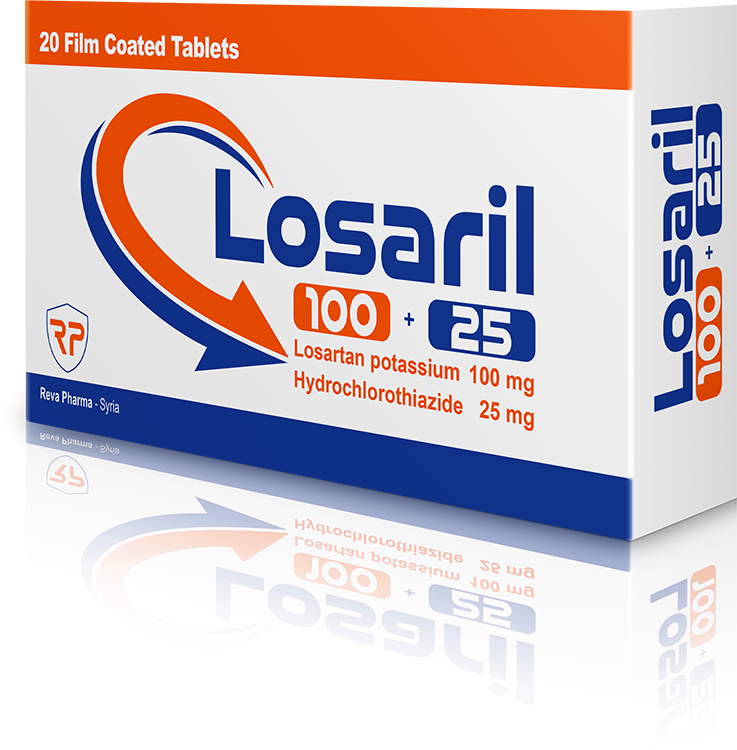 20 Film Coated Tablets
Losaril
100 + 25
Losartan potassium 100 mg
Hydrochlorothiazide 25 mg
RP
Reva Pharma - Syria
Losaril
100 + 25